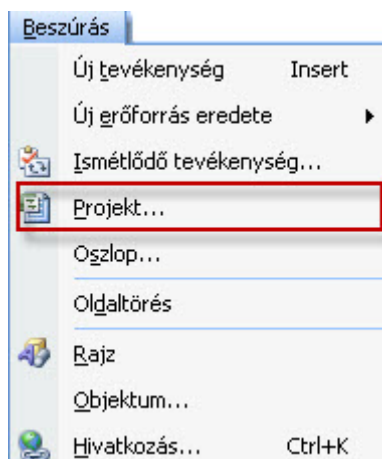 Beszúrás
Új tevékenység Insert
Új erőforrás eredete
Ismétlődő tevékenység...
Projekt...
Oszlop...
Oldaltörés
Rajz
Objektum...
Hivatkozás... Ctrl+K